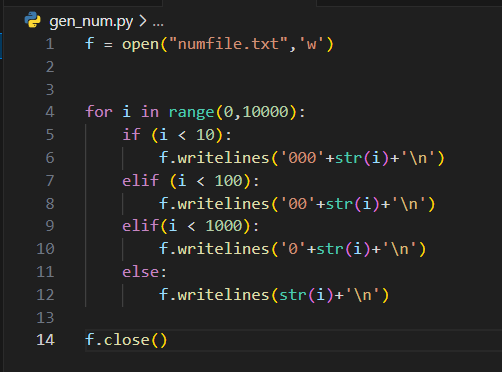 gen_num.py > ...
1 f = open("numfile.txt",'w')
2
3
4 for i in range(0,10000):
5     if (i < 10):
6         f.writelines('000'+str(i)+'\n')
7     elif (i < 100):
8         f.writelines('00'+str(i)+'\n')
9     elif(i < 1000):
10         f.writelines('0'+str(i)+'\n')
11     else:
12         f.writelines(str(i)+'\n')
13
14 f.close()